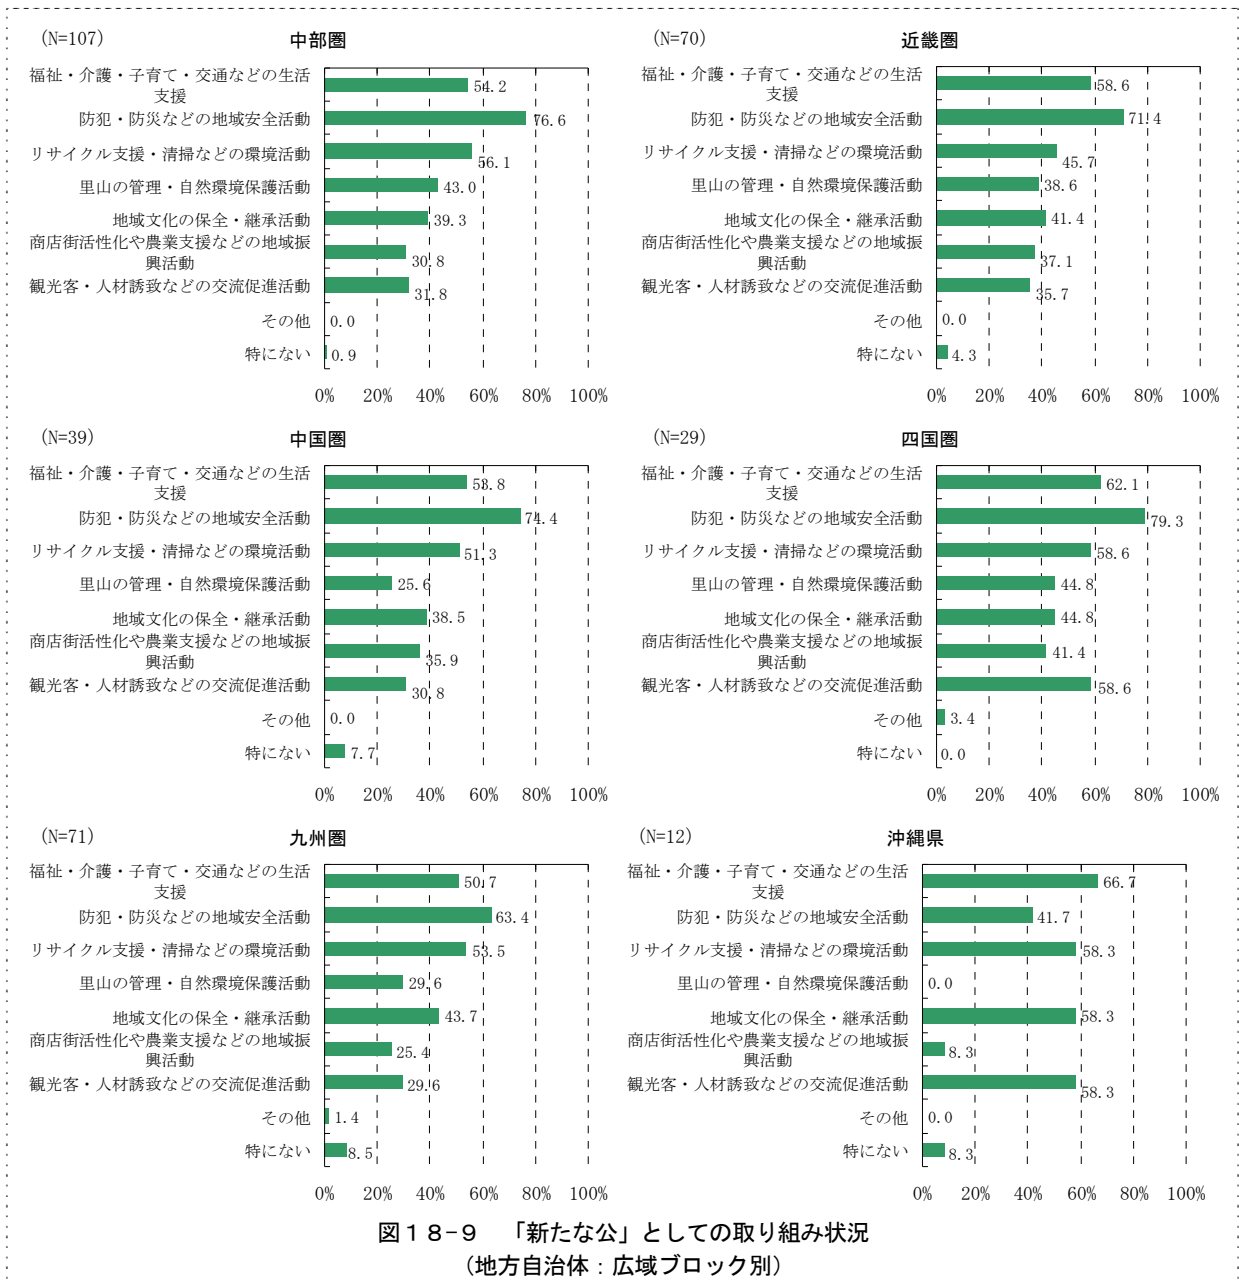 (N=107)
中部圏
福祉・介護・子育て・交通などの生活
支援
54.2
防犯・防災などの地域安全活動
76.6
リサイクル支援・清掃などの環境活動
56.1
里山の管理・自然環境保護活動
43.0
地域文化の保全・継承活動
39.3
商店街活性化や農業支援などの地域振
興活動
30.8
観光客・人材誘致などの交流促進活動
31.8
その他
0.0
特にない
0.9
0% 20% 40% 60% 80% 100%
(N=70)
近畿圏
福祉・介護・子育て・交通などの生活
支援
58.6
防犯・防災などの地域安全活動
71.4
リサイクル支援・清掃などの環境活動
45.7
里山の管理・自然環境保護活動
38.6
地域文化の保全・継承活動
41.4
商店街活性化や農業支援などの地域振
興活動
37.1
観光客・人材誘致などの交流促進活動
35.7
その他
0.0
特にない
4.3
0% 20% 40% 60% 80% 100%
(N=39)
中国圏
福祉・介護・子育て・交通などの生活
支援
53.8
防犯・防災などの地域安全活動
74.4
リサイクル支援・清掃などの環境活動
51.3
里山の管理・自然環境保護活動
25.6
地域文化の保全・継承活動
38.5
商店街活性化や農業支援などの地域振
興活動
35.9
観光客・人材誘致などの交流促進活動
30.8
その他
0.0
特にない
7.7
0% 20% 40% 60% 80% 100%
(N=29)
四国圏
福祉・介護・子育て・交通などの生活
支援
62.1
防犯・防災などの地域安全活動
79.3
リサイクル支援・清掃などの環境活動
58.6
里山の管理・自然環境保護活動
44.8
地域文化の保全・継承活動
44.8
商店街活性化や農業支援などの地域振
興活動
41.4
観光客・人材誘致などの交流促進活動
58.6
その他
3.4
特にない
0.0
0% 20% 40% 60% 80% 100%
(N=71)
九州圏
福祉・介護・子育て・交通などの生活
支援
50.7
防犯・防災などの地域安全活動
63.4
リサイクル支援・清掃などの環境活動
53.5
里山の管理・自然環境保護活動
29.6
地域文化の保全・継承活動
43.7
商店街活性化や農業支援などの地域振
興活動
25.4
観光客・人材誘致などの交流促進活動
29.6
その他
1.4
特にない
8.5
0% 20% 40% 60% 80% 100%
(N=12)
沖縄県
福祉・介護・子育て・交通などの生活
支援
66.7
防犯・防災などの地域安全活動
41.7
リサイクル支援・清掃などの環境活動
58.3
里山の管理・自然環境保護活動
0.0
地域文化の保全・継承活動
58.3
商店街活性化や農業支援などの地域振
興活動
8.3
観光客・人材誘致などの交流促進活動
58.3
その他
0.0
特にない
8.3
0% 20% 40% 60% 80% 100%
図18-9 「新たな公」としての取り組み状況
(地方自治体:広域ブロック別)